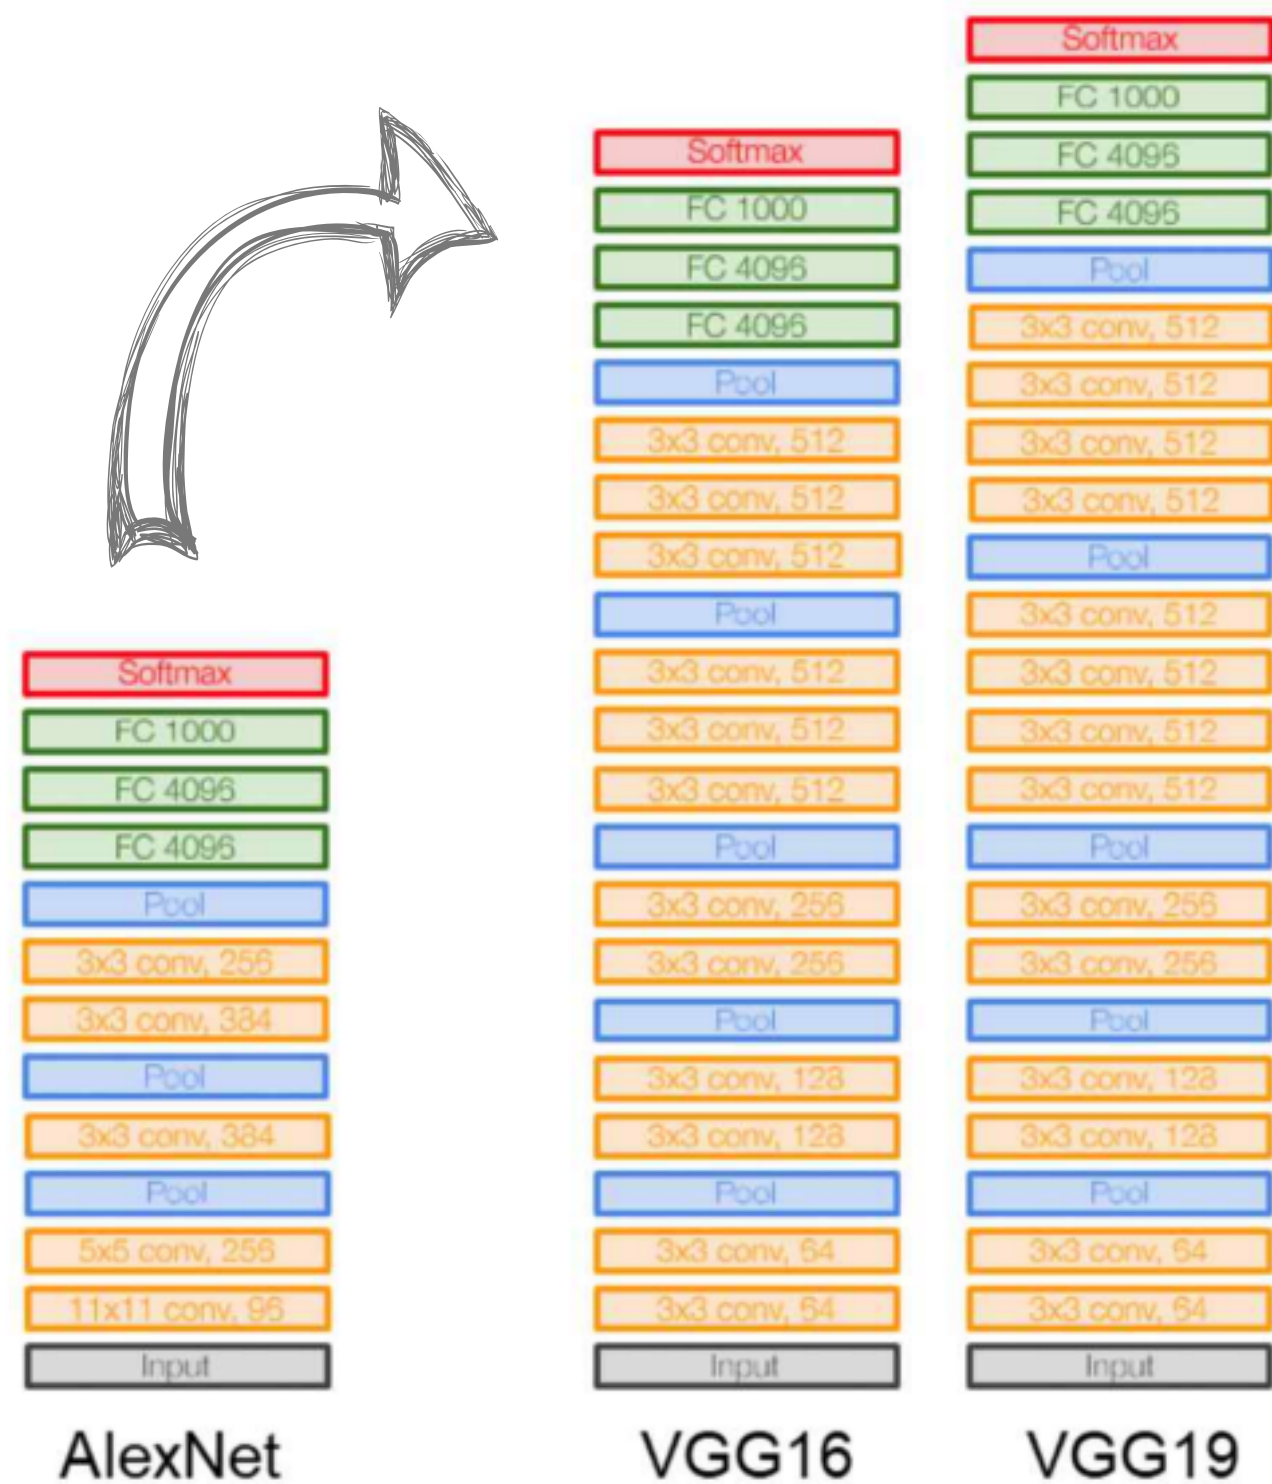 Softmax
FC 1000
FC 4096
FC 4096
Pool
3x3 conv, 256
3x3 conv, 384
Pool
3x3 conv, 384
Pool
5x5 conv, 256
11x11 conv, 96
Input
AlexNet
Softmax
FC 1000
FC 4096
FC 4096
Pool
3x3 conv, 512
3x3 conv, 512
3x3 conv, 512
Pool
3x3 conv, 512
3x3 conv, 512
3x3 conv, 512
Pool
3x3 conv, 256
3x3 conv, 256
Pool
3x3 conv, 128
3x3 conv, 128
Pool
3x3 conv, 64
3x3 conv, 64
Input
VGG16
Softmax
FC 1000
FC 4096
FC 4096
Pool
3x3 conv, 512
3x3 conv, 512
3x3 conv, 512
3x3 conv, 512
Pool
3x3 conv, 512
3x3 conv, 512
3x3 conv, 512
3x3 conv, 512
Pool
3x3 conv, 256
3x3 conv, 256
Pool
3x3 conv, 128
3x3 conv, 128
Pool
3x3 conv, 64
3x3 conv, 64
Input
VGG19